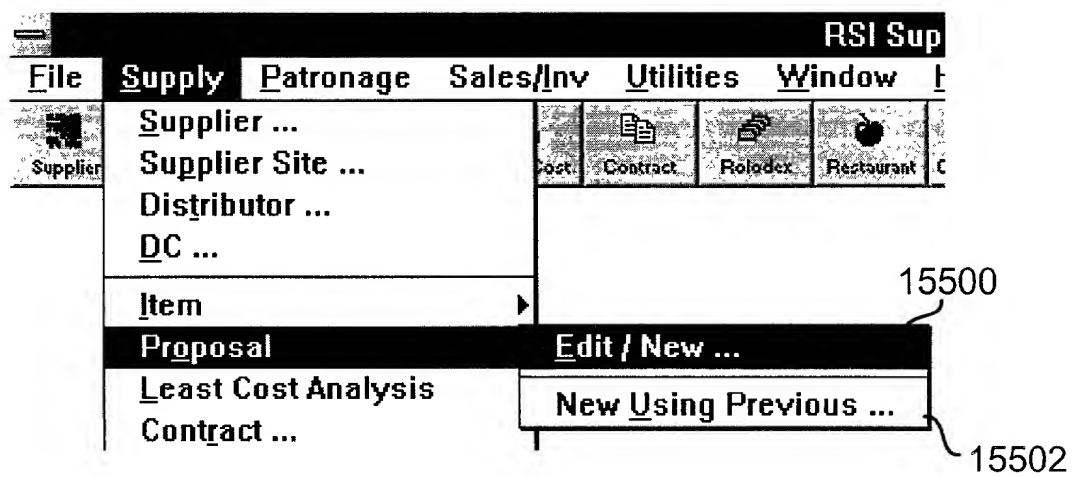 RSI Sup
File Supply Patronage Sales/Inv Utilities Window
Supplier Cost Contract Rolodex Restaurant
Supplier ...
Supplier Site ...
Distributor ...
DC ...
Item
Proposal
Edit / New ...
Least Cost Analysis
New Using Previous ...
Contract ...
15500
15502